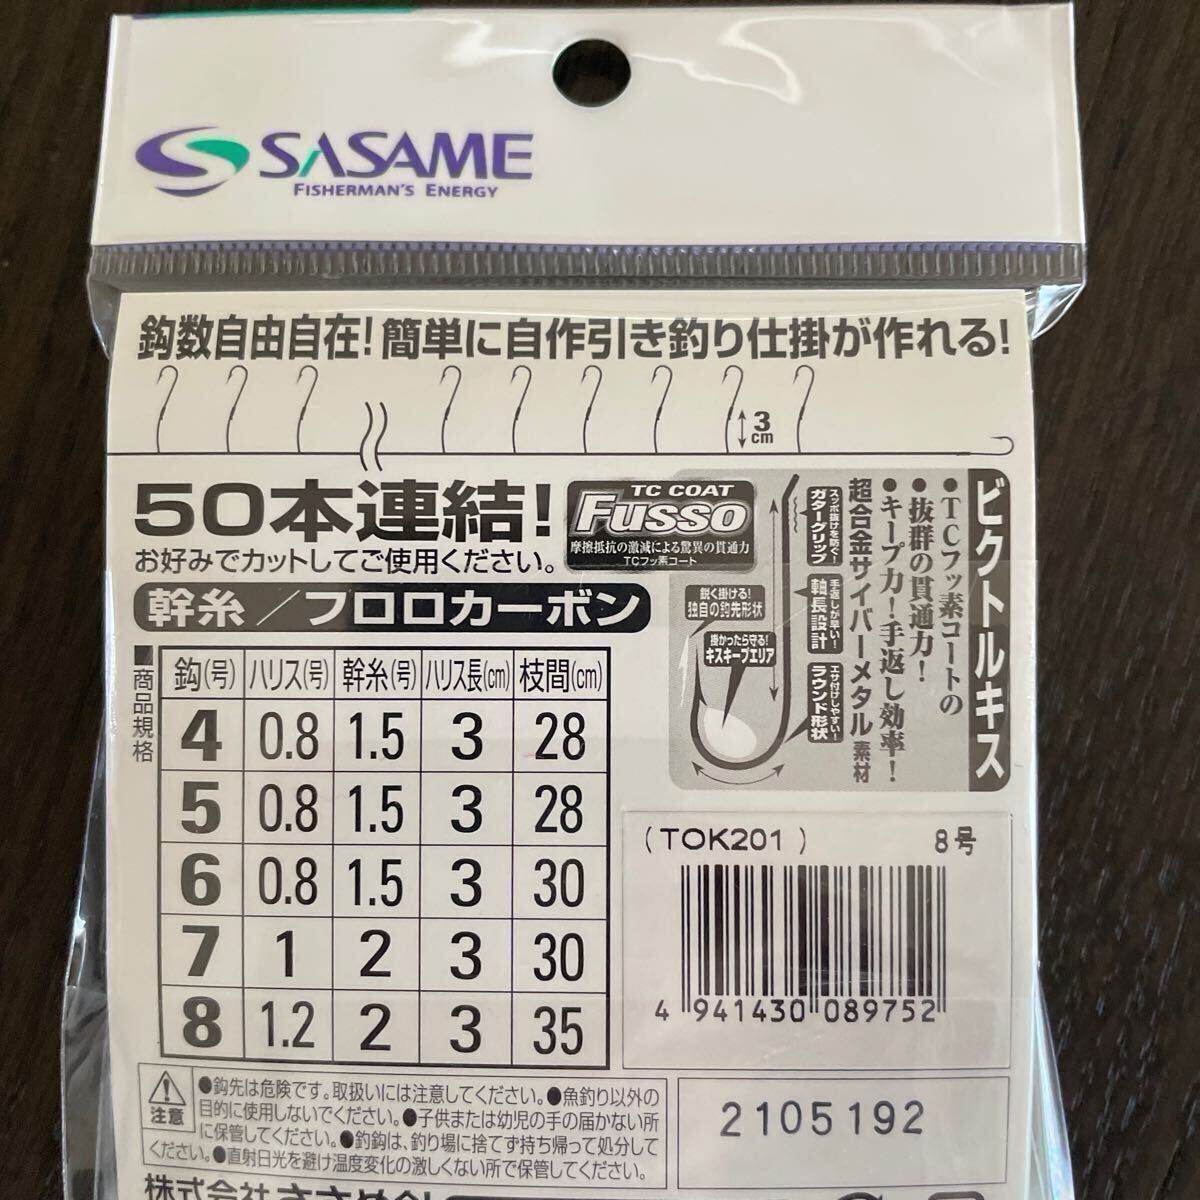 SASAME
FISHERMAN'S ENERGY
鈎数自由自在!簡単に自作引き釣り仕掛が作れる!
3
cm
50本連結!
お好みでカットしてご使用ください。
TC COAT
Fusso
摩擦抵抗の激減による驚異の貫通力
TCフッ素コート
幹糸/フロロカーボン
ビクトルキス
●TCフッ素コートの
抜群の貫通力!
●キープ力!手返し効率!
超合金サイバーメタル素材
スッポ抜けを防ぐ!
ガターグリップ
手返しが早い!
軸長設計
エサ付けしやすい!
ラウンド形状
鋭く掛ける!
独自の鈎先形状
掛かったら守る!
キスキープエリア
■商品規格
鈎(号) ハリス(号) 幹糸(号) ハリス長(cm) 枝間(cm)
4 0.8 1.5 3 28
5 0.8 1.5 3 28
6 0.8 1.5 3 30
7 1 2 3 30
8 1.2 2 3 35
(TOK201) 8号
4 941430 089752
注意
●鈎先は危険です。取扱いには注意してください。●魚釣り以外の
目的に使用しないでください。●子供または幼児の手の届かない所
に保管してください。●釣鈎は、釣り場に捨てず持ち帰って処分して
ください。●直射日光を避け温度変化の激しくない所で保管してください。
2105192
株式会社ささめ針